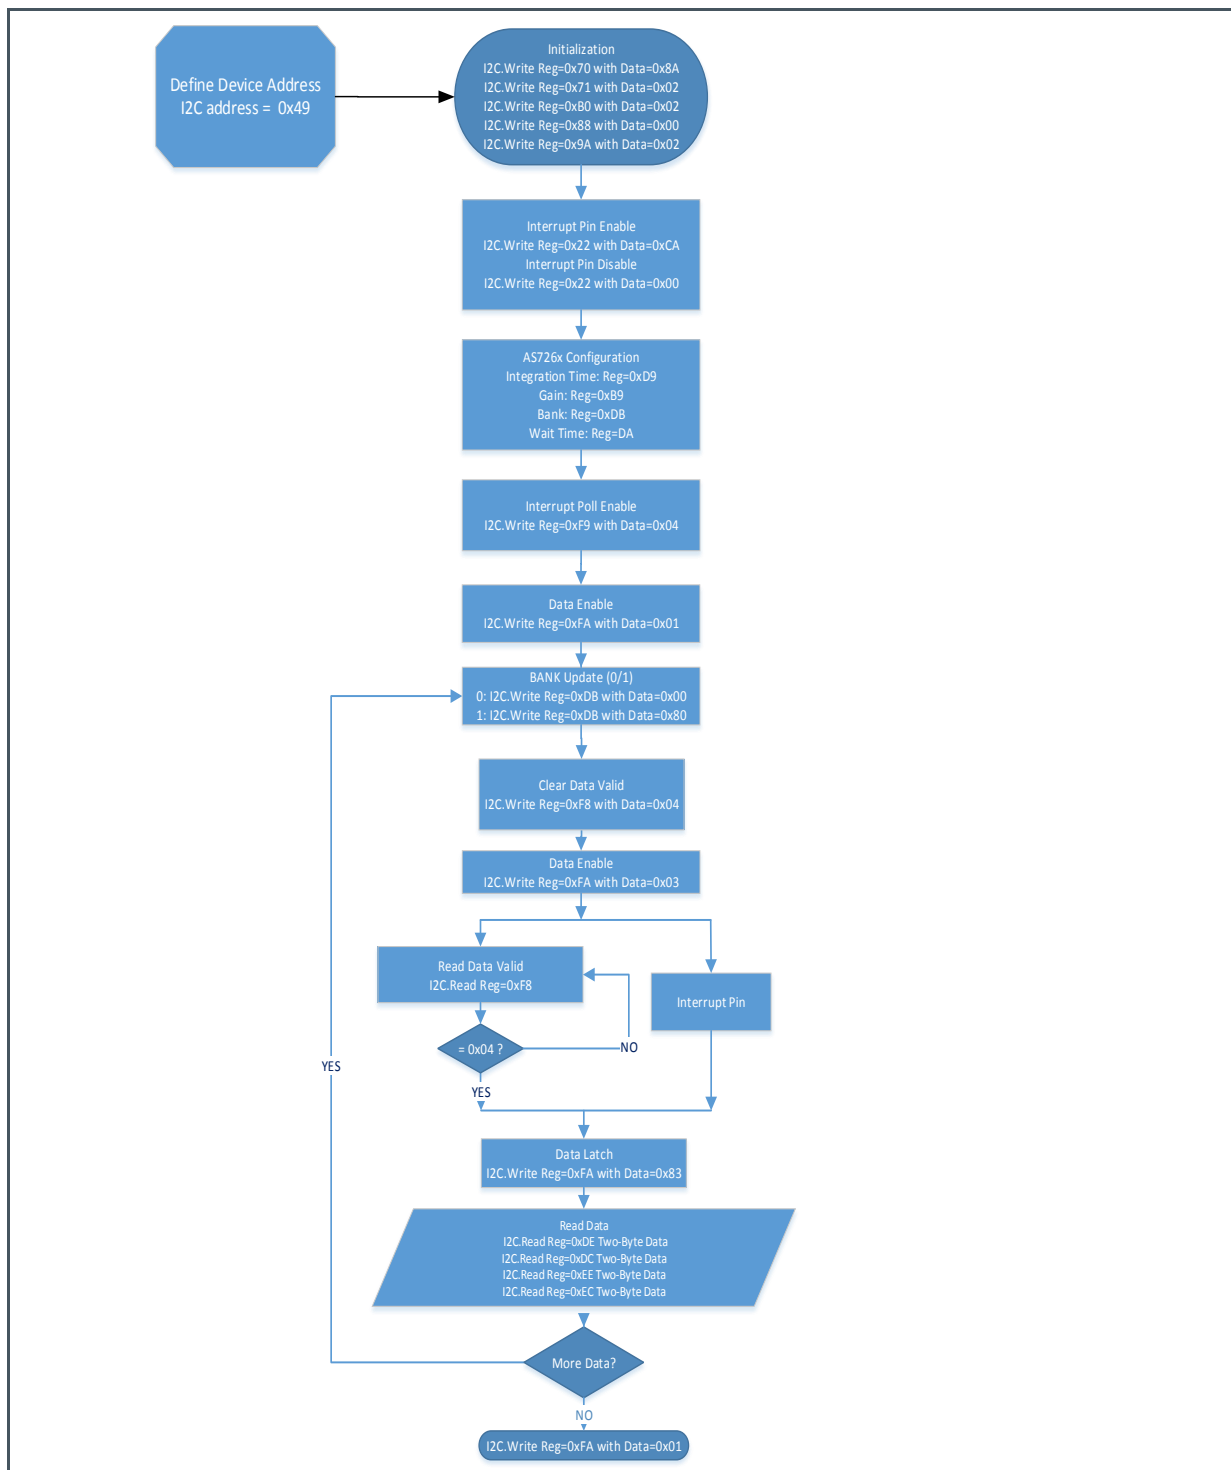 Define Device Address
I2C address = 0x49
Initialization
I2C.Write Reg=0x70 with Data=0x8A
I2C.Write Reg=0x71 with Data=0x02
I2C.Write Reg=0xB0 with Data=0x02
I2C.Write Reg=0x88 with Data=0x00
I2C.Write Reg=0x9A with Data=0x02
Interrupt Pin Enable
I2C.Write Reg=0x22 with Data=0xCA
Interrupt Pin Disable
I2C.Write Reg=0x22 with Data=0x00
AS726x Configuration
Integration Time: Reg=0xD9
Gain: Reg=0xB9
Bank: Reg=0xDB
Wait Time: Reg=DA
Interrupt Poll Enable
I2C.Write Reg=0xF9 with Data=0x04
Data Enable
I2C.Write Reg=0xFA with Data=0x01
BANK Update (0/1)
0: I2C.Write Reg=0xDB with Data=0x00
1: I2C.Write Reg=0xDB with Data=0x80
Clear Data Valid
I2C.Write Reg=0xF8 with Data=0x04
Data Enable
I2C.Write Reg=0xFA with Data=0x03
Read Data Valid
I2C.Read Reg=0xF8
Interrupt Pin
= 0x04 ?
NO
YES
YES
Data Latch
I2C.Write Reg=0xFA with Data=0x83
Read Data
I2C.Read Reg=0xDE Two-Byte Data
I2C.Read Reg=0xDC Two-Byte Data
I2C.Read Reg=0xEE Two-Byte Data
I2C.Read Reg=0xEC Two-Byte Data
More Data?
NO
I2C.Write Reg=0xFA with Data=0x01